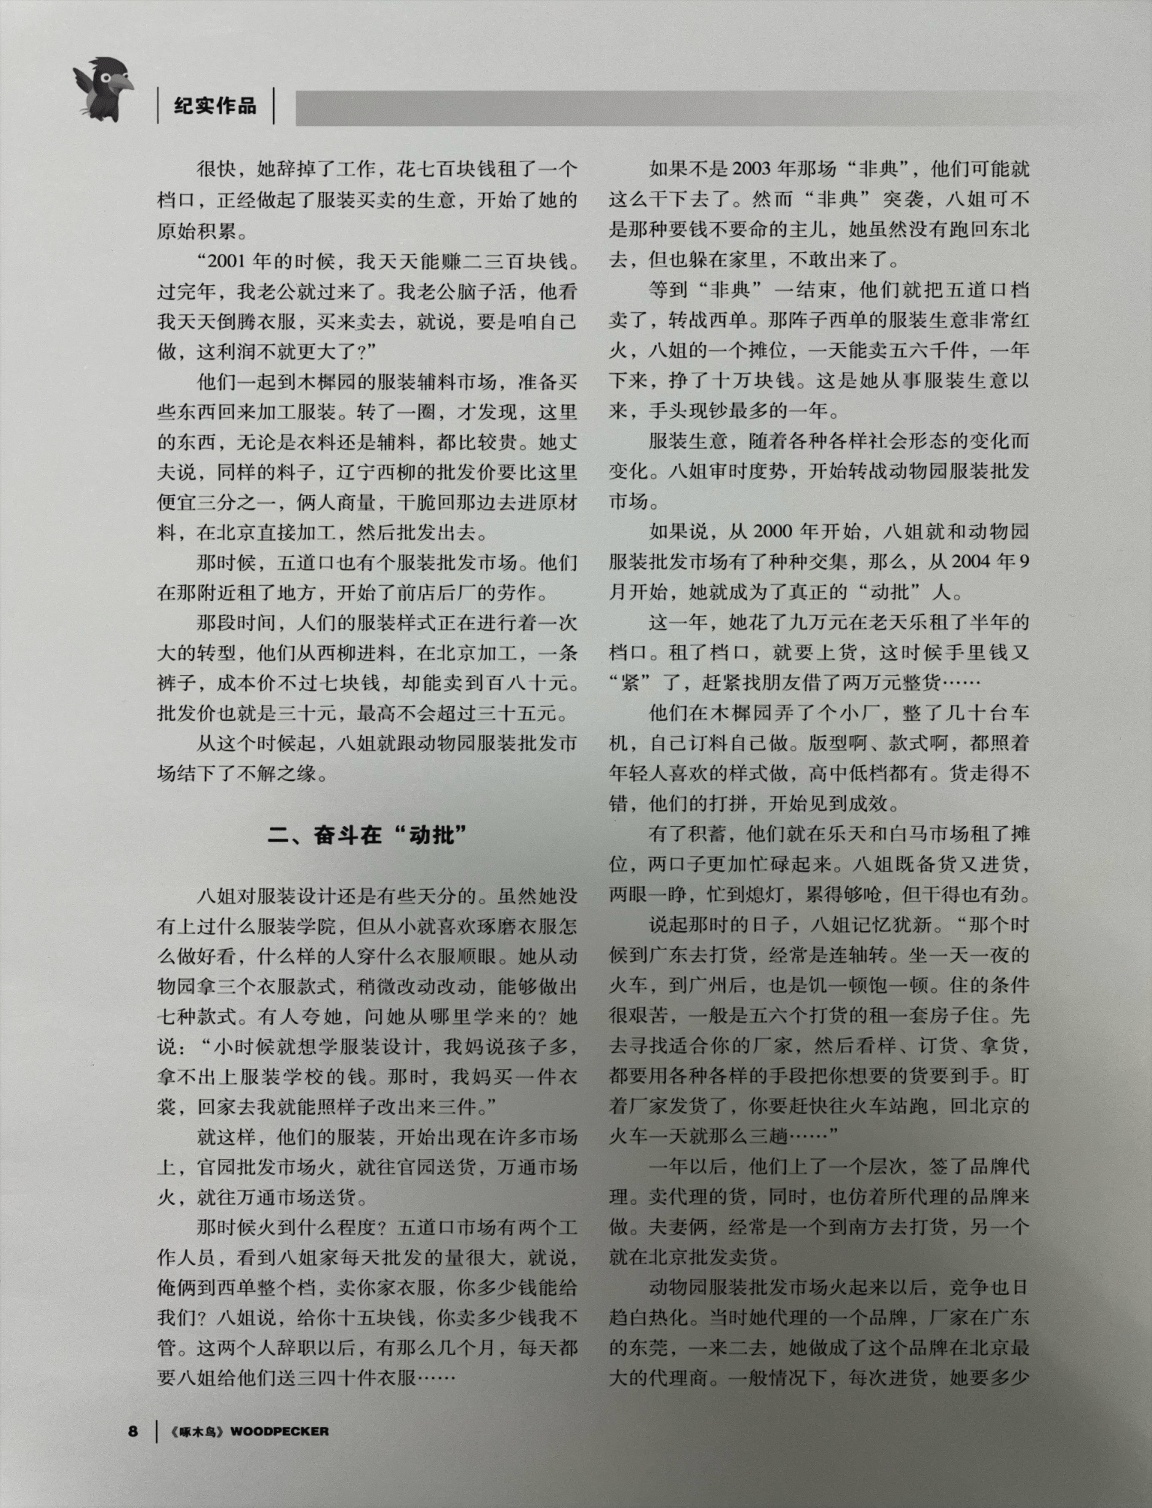 纪实作品
很快，她辞掉了工作，花七百块钱租了一个
档口，正经做起了服装买卖的生意，开始了她的
原始积累。
“2001 年的时候，我天天能赚二三百块钱。
过完年，我老公就过来了。我老公脑子活，他看
我天天倒腾衣服，买来卖去，就说，要是咱自己
做，这利润不就更大了?”
他们一起到木樨园的服装辅料市场，准备买
些东西回来加工服装。转了一圈，才发现，这里
的东西，无论是衣料还是辅料，都比较贵。她丈
夫说，同样的料子，辽宁西柳的批发价要比这里
便宜三分之一，俩人商量，干脆回那边去进原材
料，在北京直接加工，然后批发出去。
那时候，五道口也有个服装批发市场。他们
在那附近租了地方，开始了前店后厂的劳作。
那段时间，人们的服装样式正在进行着一次
大的转型，他们从西柳进料，在北京加工，一条
裤子，成本价不过七块钱，却能卖到百八十元。
批发价也就是三十元，最高不会超过三十五元。
从这个时候起，八姐就跟动物园服装批发市
场结下了不解之缘。
二、奋斗在“动批”
八姐对服装设计还是有些天分的。虽然她没
有上过什么服装学院，但从小就喜欢琢磨衣服怎
么做好看，什么样的人穿什么衣服顺眼。她从动
物园拿三个衣服款式，稍微改动改动，能够做出
七种款式。有人夸她，问她从哪里学来的？她
说：“小时候就想学服装设计，我妈说孩子多，
拿不出上服装学校的钱。那时，我妈买一件衣
裳，回家去我就能照样子改出来三件。”
就这样，他们的服装，开始出现在许多市场
上，官园批发市场火，就往官园送货，万通市场
火，就往万通市场送货。
那时候火到什么程度？五道口市场有两个工
作人员，看到八姐家每天批发的量很大，就说，
俺俩到西单整个档，卖你家衣服，你多少钱能给
我们？八姐说，给你十五块钱，你卖多少钱我不
管。这两个人辞职以后，有那么几个月，每天都
要八姐给他们送三四十件衣服……
如果不是 2003 年那场“非典”，他们可能就
这么干下去了。然而“非典”突袭，八姐可不
是那种要钱不要命的主儿，她虽然没有跑回东北
去，但也躲在家里，不敢出来了。
等到“非典”一结束，他们就把五道口档
卖了，转战西单。那阵子西单的服装生意非常红
火，八姐的一个摊位，一天能卖五六千件，一年
下来，挣了十万块钱。这是她从事服装生意以
来，手头现钞最多的一年。
服装生意，随着各种各样社会形态的变化而
变化。八姐审时度势，开始转战动物园服装批发
市场。
如果说，从 2000 年开始，八姐就和动物园
服装批发市场有了种种交集，那么，从 2004 年 9
月开始，她就成为了真正的“动批”人。
这一年，她花了九万元在老天乐租了半年的
档口。租了档口，就要上货，这时候手里钱又
“紧”了，赶紧找朋友借了两万元整货……
他们在木樨园弄了个小厂，整了几十台车
机，自己订料自己做。版型啊、款式啊，都照着
年轻人喜欢的样式做，高中低档都有。货走得不
错，他们的打拼，开始见到成效。
有了积蓄，他们就在乐天和白马市场租了摊
位，两口子更加忙碌起来。八姐既备货又进货，
两眼一睁，忙到熄灯，累得够呛，但干得也有劲。
说起那时的日子，八姐记忆犹新。“那个时
候到广东去打货，经常是连轴转。坐一天一夜的
火车，到广州后，也是饥一顿饱一顿。住的条件
很艰苦，一般是五六个打货的租一套房子住。先
去寻找适合你的厂家，然后看样、订货、拿货，
都要用各种各样的手段把你想要的货要到手。盯
着厂家发货了，你要赶快往火车站跑，回北京的
火车一天就那么三趟……”
一年以后，他们上了一个层次，签了品牌代
理。卖代理的货，同时，也仿着所代理的品牌来
做。夫妻俩，经常是一个到南方去打货，另一个
就在北京批发卖货。
动物园服装批发市场火起来以后，竞争也日
趋白热化。当时她代理的一个品牌，厂家在广东
的东莞，一来二去，她做成了这个品牌在北京最
大的代理商。一般情况下，每次进货，她要多少
8 《啄木鸟》WOODPECKER